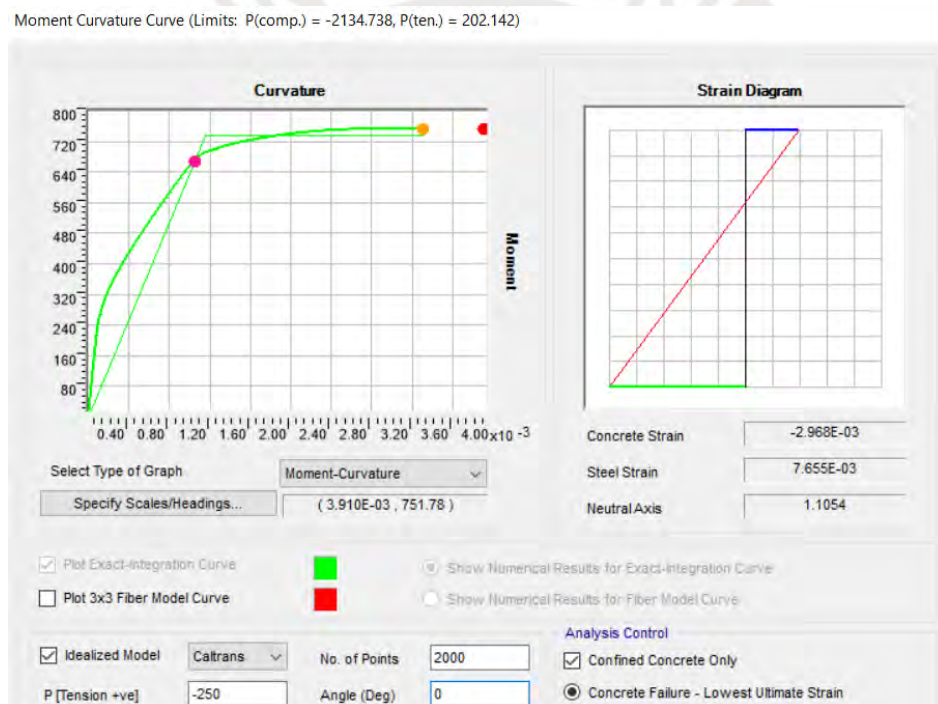 Moment Curvature Curve (Limits: P(comp.) = -2134.738, P(ten.) = 202.142)
Curvature
800
720
640
560
480
400
320
240
160
80
Moment
0.40 0.80 1.20 1.60 2.00 2.40 2.80 3.20 3.60 4.00 x10 -3
Select Type of Graph
Moment-Curvature
Specify Scales/Headings...
( 3.910E-03 , 751.78 )
Strain Diagram
Concrete Strain
-2.968E-03
Steel Strain
7.655E-03
Neutral Axis
1.1054
Plot Exact-Integration Curve
Show Numerical Results for Exact-Integration Curve
Plot 3x3 Fiber Model Curve
Show Numerical Results for Fiber Model Curve
Idealized Model
Caltrans
No. of Points
2000
P [Tension +ve]
-250
Angle (Deg)
0
Analysis Control
Confined Concrete Only
Concrete Failure - Lowest Ultimate Strain